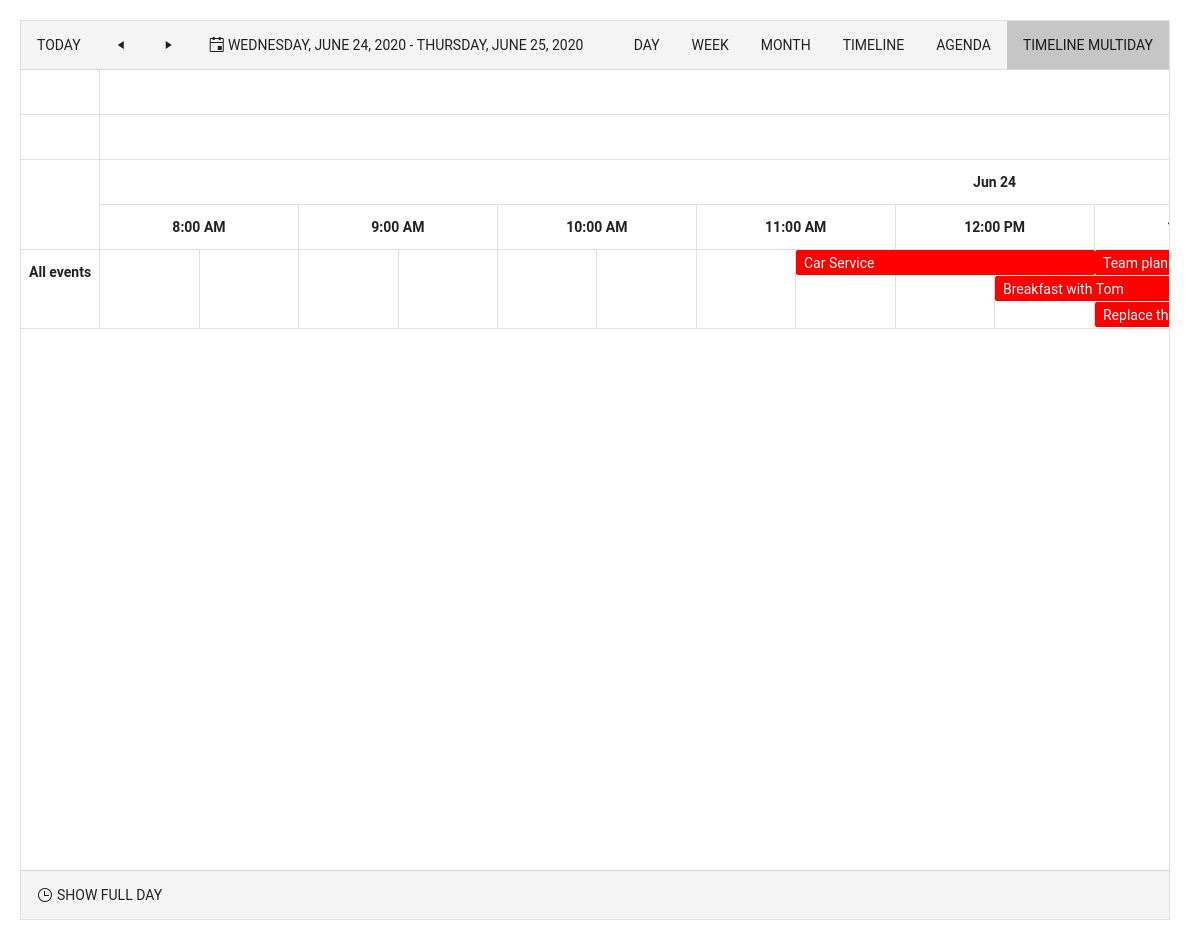 TODAY
WEDNESDAY, JUNE 24, 2020 - THURSDAY, JUNE 25, 2020
DAY
WEEK
MONTH
TIMELINE
AGENDA
TIMELINE MULTIDAY
Jun 24
8:00 AM
9:00 AM
10:00 AM
11:00 AM
12:00 PM
All events
Car Service
Team plan
Breakfast with Tom
Replace th
SHOW FULL DAY